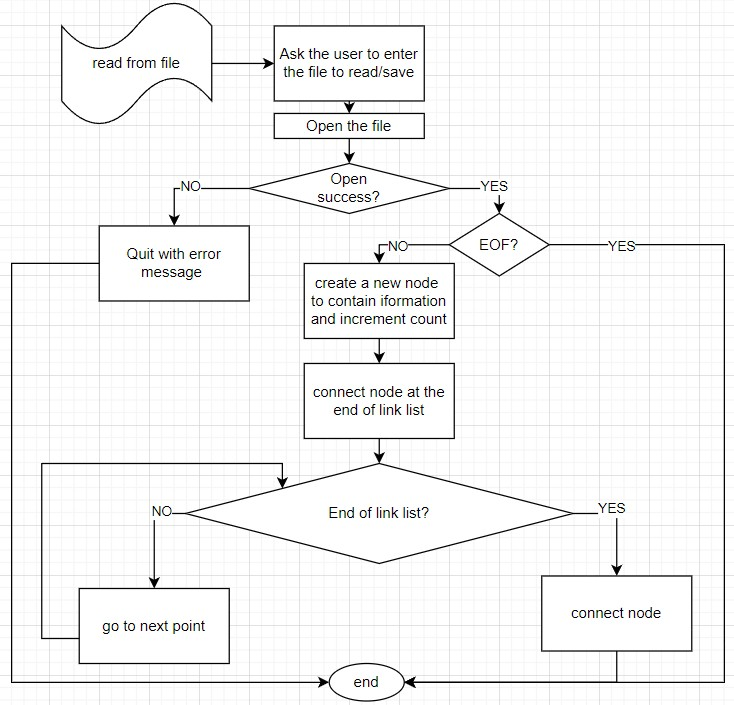 read from file
Ask the user to enter
the file to read/save
Open the file
Open
success?
NO
YES
Quit with error
message
EOF?
NO
YES
create a new node
to contain iformation
and increment count
connect node at the
end of link list
End of link list?
NO
YES
go to next point
connect node
end